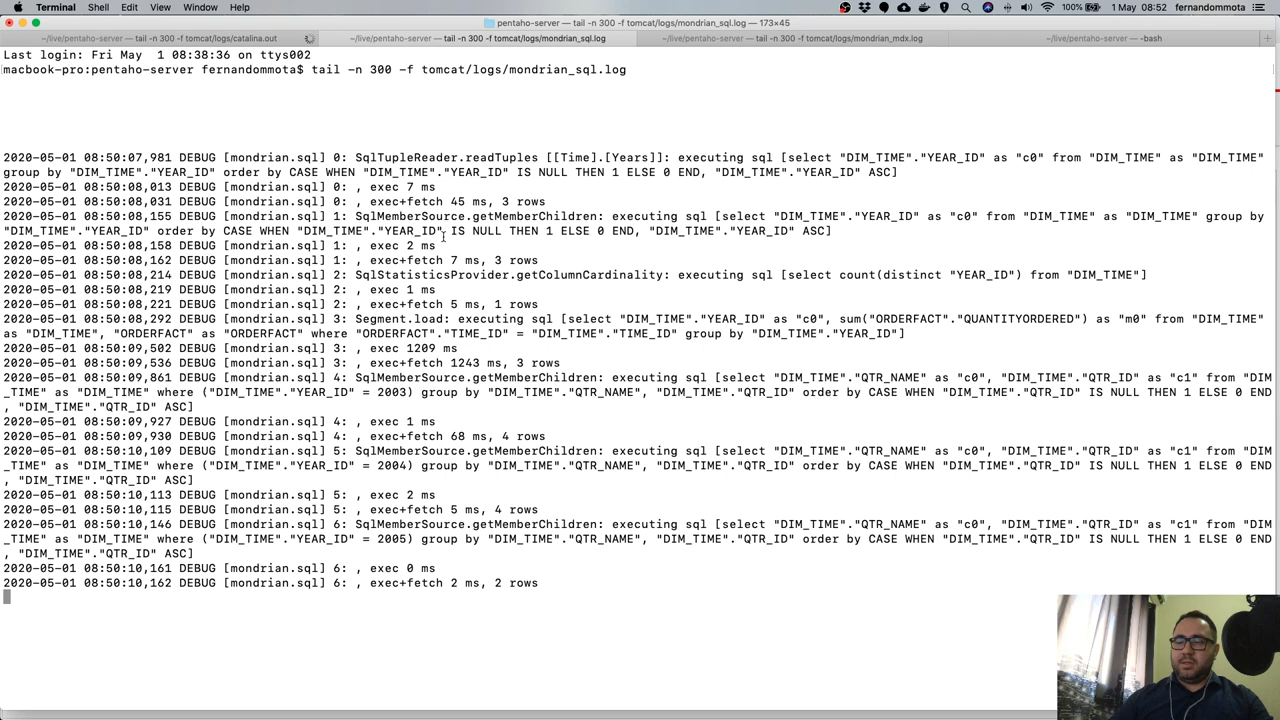 Terminal Shell Edit View Window Help 100% 1 May 08:52 fernandommota
pentaho-server — tail -n 300 -f tomcat/logs/mondrian_sql.log — 173×45
~/live/pentaho-server — tail -n 300 -f tomcat/logs/catalina.out ~/live/pentaho-server — tail -n 300 -f tomcat/logs/mondrian_sql.log ~/live/pentaho-server — tail -n 300 -f tomcat/logs/mondrian_mdx.log ~/live/pentaho-server — -bash
Last login: Fri May  1 08:38:36 on ttys002
macbook-pro:pentaho-server fernandommota$ tail -n 300 -f tomcat/logs/mondrian_sql.log
2020-05-01 08:50:07,981 DEBUG [mondrian.sql] 0: SqlTupleReader.readTuples [[Time].[Years]]: executing sql [select "DIM_TIME"."YEAR_ID" as "c0" from "DIM_TIME" as "DIM_TIME"
group by "DIM_TIME"."YEAR_ID" order by CASE WHEN "DIM_TIME"."YEAR_ID" IS NULL THEN 1 ELSE 0 END, "DIM_TIME"."YEAR_ID" ASC]
2020-05-01 08:50:08,013 DEBUG [mondrian.sql] 0: , exec 7 ms
2020-05-01 08:50:08,031 DEBUG [mondrian.sql] 0: , exec+fetch 45 ms, 3 rows
2020-05-01 08:50:08,155 DEBUG [mondrian.sql] 1: SqlMemberSource.getMemberChildren: executing sql [select "DIM_TIME"."YEAR_ID" as "c0" from "DIM_TIME" as "DIM_TIME" group by
"DIM_TIME"."YEAR_ID" order by CASE WHEN "DIM_TIME"."YEAR_ID" IS NULL THEN 1 ELSE 0 END, "DIM_TIME"."YEAR_ID" ASC]
2020-05-01 08:50:08,158 DEBUG [mondrian.sql] 1: , exec 2 ms
2020-05-01 08:50:08,162 DEBUG [mondrian.sql] 1: , exec+fetch 7 ms, 3 rows
2020-05-01 08:50:08,214 DEBUG [mondrian.sql] 2: SqlStatisticsProvider.getColumnCardinality: executing sql [select count(distinct "YEAR_ID") from "DIM_TIME"]
2020-05-01 08:50:08,219 DEBUG [mondrian.sql] 2: , exec 1 ms
2020-05-01 08:50:08,221 DEBUG [mondrian.sql] 2: , exec+fetch 5 ms, 1 rows
2020-05-01 08:50:08,292 DEBUG [mondrian.sql] 3: Segment.load: executing sql [select "DIM_TIME"."YEAR_ID" as "c0", sum("ORDERFACT"."QUANTITYORDERED") as "m0" from "DIM_TIME"
as "DIM_TIME", "ORDERFACT" as "ORDERFACT" where "ORDERFACT"."TIME_ID" = "DIM_TIME"."TIME_ID" group by "DIM_TIME"."YEAR_ID"]
2020-05-01 08:50:09,502 DEBUG [mondrian.sql] 3: , exec 1209 ms
2020-05-01 08:50:09,536 DEBUG [mondrian.sql] 3: , exec+fetch 1243 ms, 3 rows
2020-05-01 08:50:09,861 DEBUG [mondrian.sql] 4: SqlMemberSource.getMemberChildren: executing sql [select "DIM_TIME"."QTR_NAME" as "c0", "DIM_TIME"."QTR_ID" as "c1" from "DIM
_TIME" as "DIM_TIME" where ("DIM_TIME"."YEAR_ID" = 2003) group by "DIM_TIME"."QTR_NAME", "DIM_TIME"."QTR_ID" order by CASE WHEN "DIM_TIME"."QTR_ID" IS NULL THEN 1 ELSE 0 END
, "DIM_TIME"."QTR_ID" ASC]
2020-05-01 08:50:09,927 DEBUG [mondrian.sql] 4: , exec 1 ms
2020-05-01 08:50:09,930 DEBUG [mondrian.sql] 4: , exec+fetch 68 ms, 4 rows
2020-05-01 08:50:10,109 DEBUG [mondrian.sql] 5: SqlMemberSource.getMemberChildren: executing sql [select "DIM_TIME"."QTR_NAME" as "c0", "DIM_TIME"."QTR_ID" as "c1" from "DIM
_TIME" as "DIM_TIME" where ("DIM_TIME"."YEAR_ID" = 2004) group by "DIM_TIME"."QTR_NAME", "DIM_TIME"."QTR_ID" order by CASE WHEN "DIM_TIME"."QTR_ID" IS NULL THEN 1 ELSE 0 END
, "DIM_TIME"."QTR_ID" ASC]
2020-05-01 08:50:10,113 DEBUG [mondrian.sql] 5: , exec 2 ms
2020-05-01 08:50:10,115 DEBUG [mondrian.sql] 5: , exec+fetch 5 ms, 4 rows
2020-05-01 08:50:10,146 DEBUG [mondrian.sql] 6: SqlMemberSource.getMemberChildren: executing sql [select "DIM_TIME"."QTR_NAME" as "c0", "DIM_TIME"."QTR_ID" as "c1" from "DIM
_TIME" as "DIM_TIME" where ("DIM_TIME"."YEAR_ID" = 2005) group by "DIM_TIME"."QTR_NAME", "DIM_TIME"."QTR_ID" order by CASE WHEN "DIM_TIME"."QTR_ID" IS NULL THEN 1 ELSE 0 END
, "DIM_TIME"."QTR_ID" ASC]
2020-05-01 08:50:10,161 DEBUG [mondrian.sql] 6: , exec 0 ms
2020-05-01 08:50:10,162 DEBUG [mondrian.sql] 6: , exec+fetch 2 ms, 2 rows